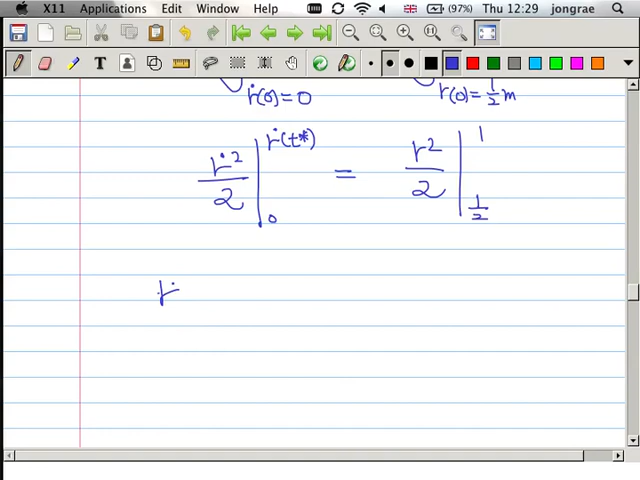 X11 Applications Edit Window Help (97%) Thu 12:29 jongrae
ṙ(0)=0 r(0)=½m
ṙ²/2 |₀^ṙ(t*) = r²/2 |_½^1
ṙ